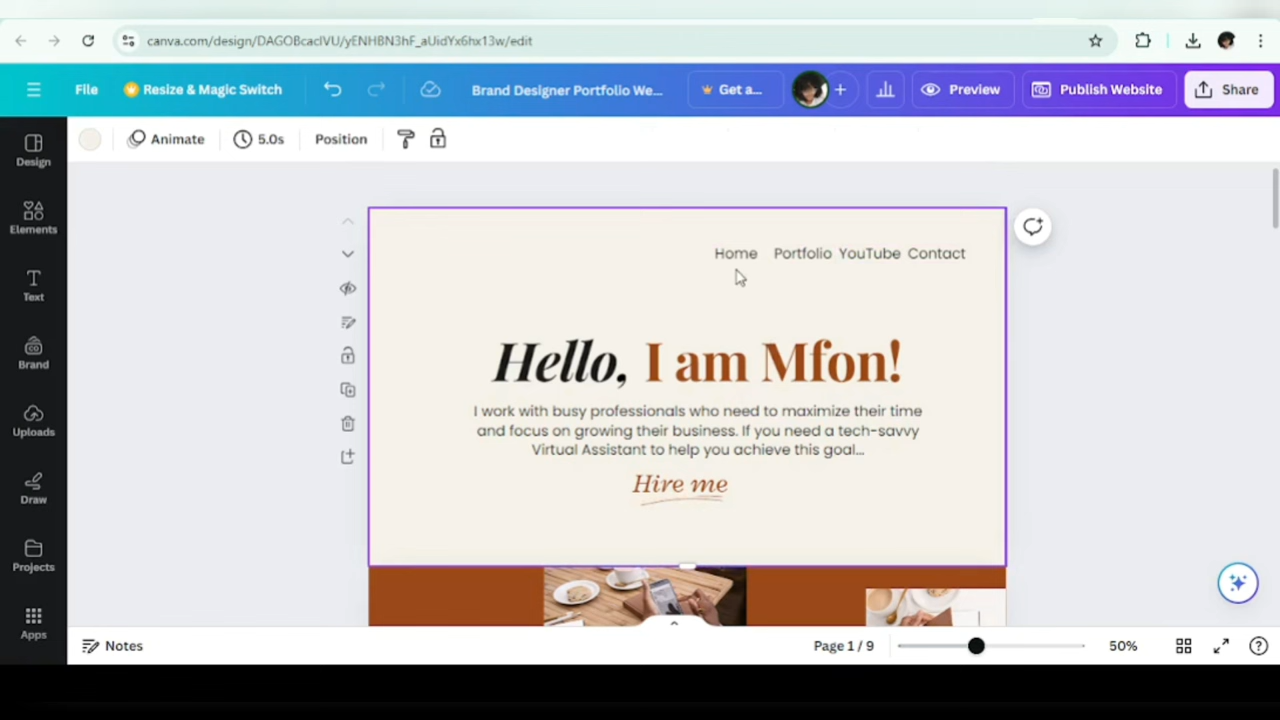 canva.com/design/DAGOBcacIVU/yENHBN3hF_aUidYx6hx13w/edit
File
Resize & Magic Switch
Brand Designer Portfolio We...
Get a...
Preview
Publish Website
Share
Animate
5.0s
Position
Design
Elements
Text
Brand
Uploads
Draw
Projects
Apps
Home Portfolio YouTube Contact
Hello, I am Mfon!
I work with busy professionals who need to maximize their time
and focus on growing their business. If you need a tech-savvy
Virtual Assistant to help you achieve this goal...
Hire me
Notes
Page 1 / 9
50%